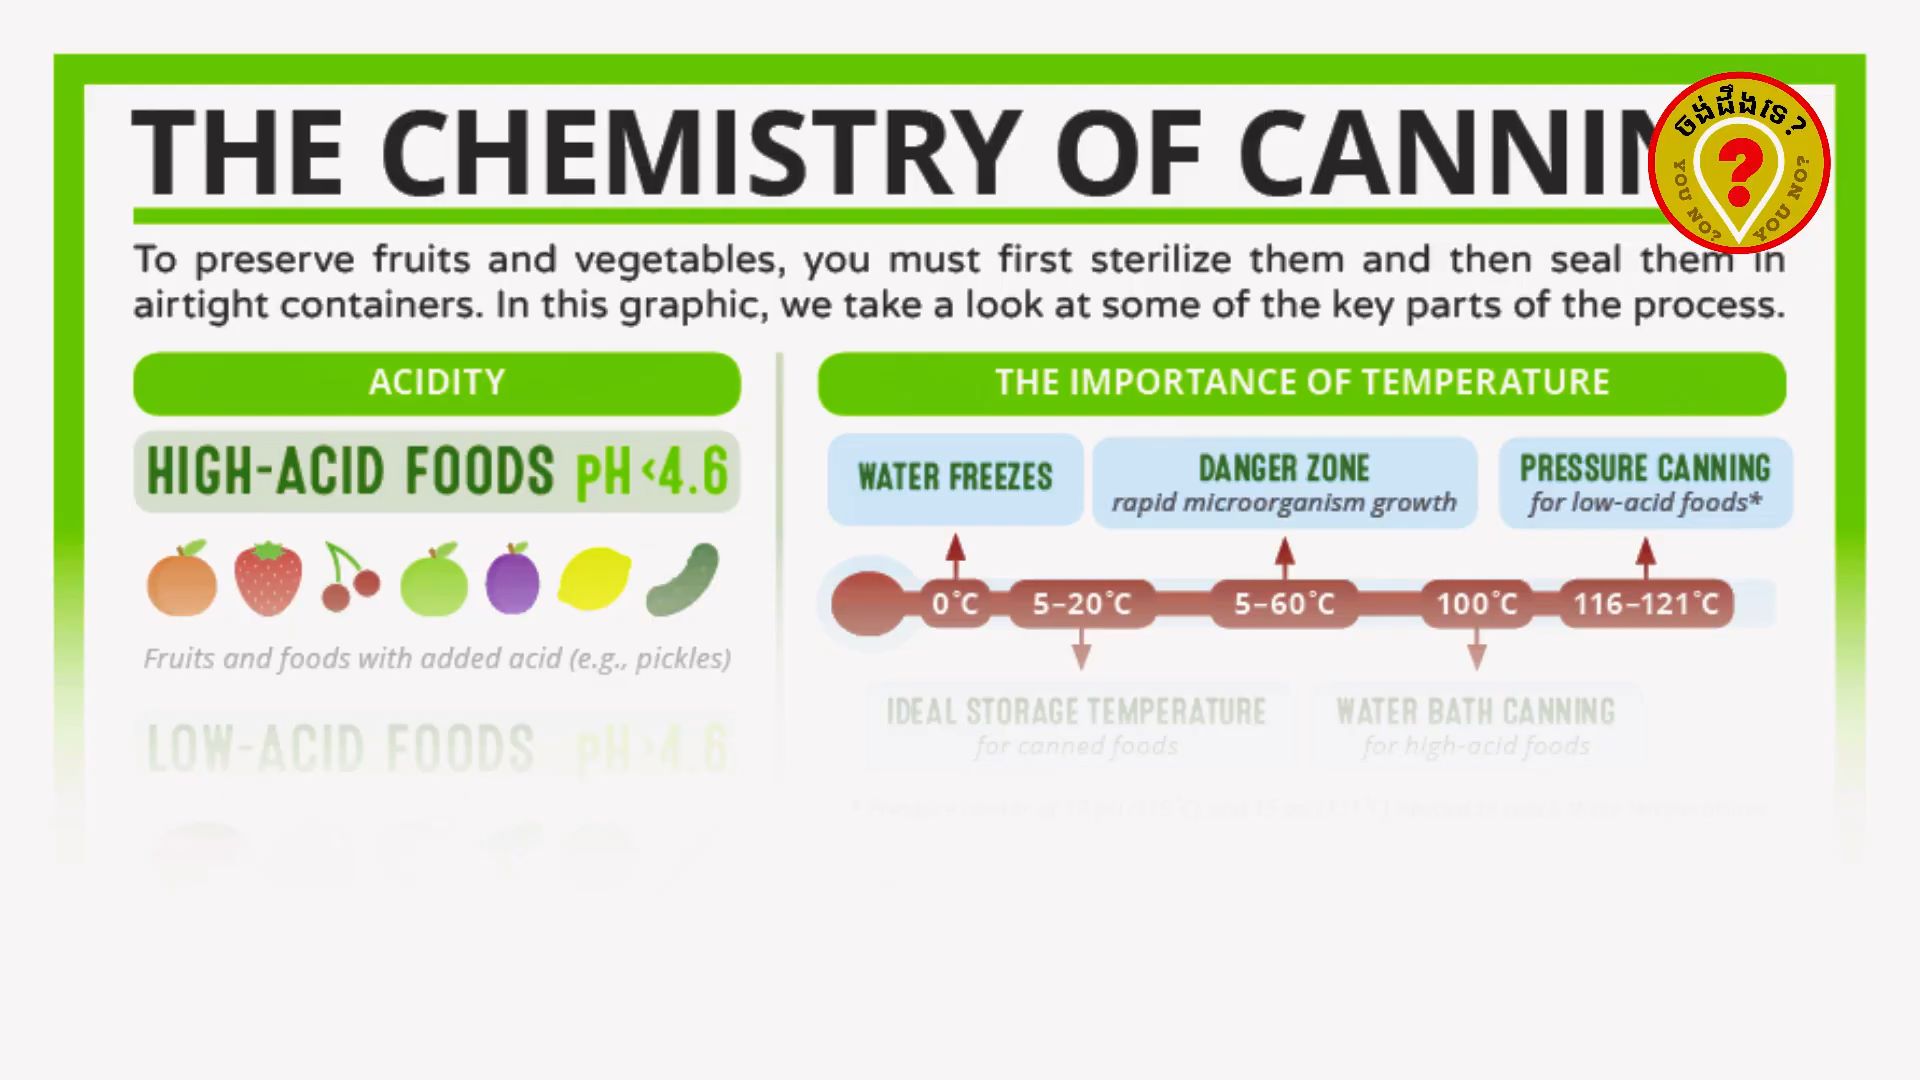 THE CHEMISTRY OF CANNIN
ចង់ដឹងទេ?
YOU NO? YOU NO?
?
To preserve fruits and vegetables, you must first sterilize them and then seal them in
airtight containers. In this graphic, we take a look at some of the key parts of the process.
ACIDITY
HIGH-ACID FOODS pH<4.6
Fruits and foods with added acid (e.g., pickles)
LOW-ACID FOODS pH>4.6
THE IMPORTANCE OF TEMPERATURE
WATER FREEZES
DANGER ZONE
rapid microorganism growth
PRESSURE CANNING
for low-acid foods*
0°C 5–20°C 5–60°C 100°C 116–121°C
IDEAL STORAGE TEMPERATURE
for canned foods
WATER BATH CANNING
for high-acid foods